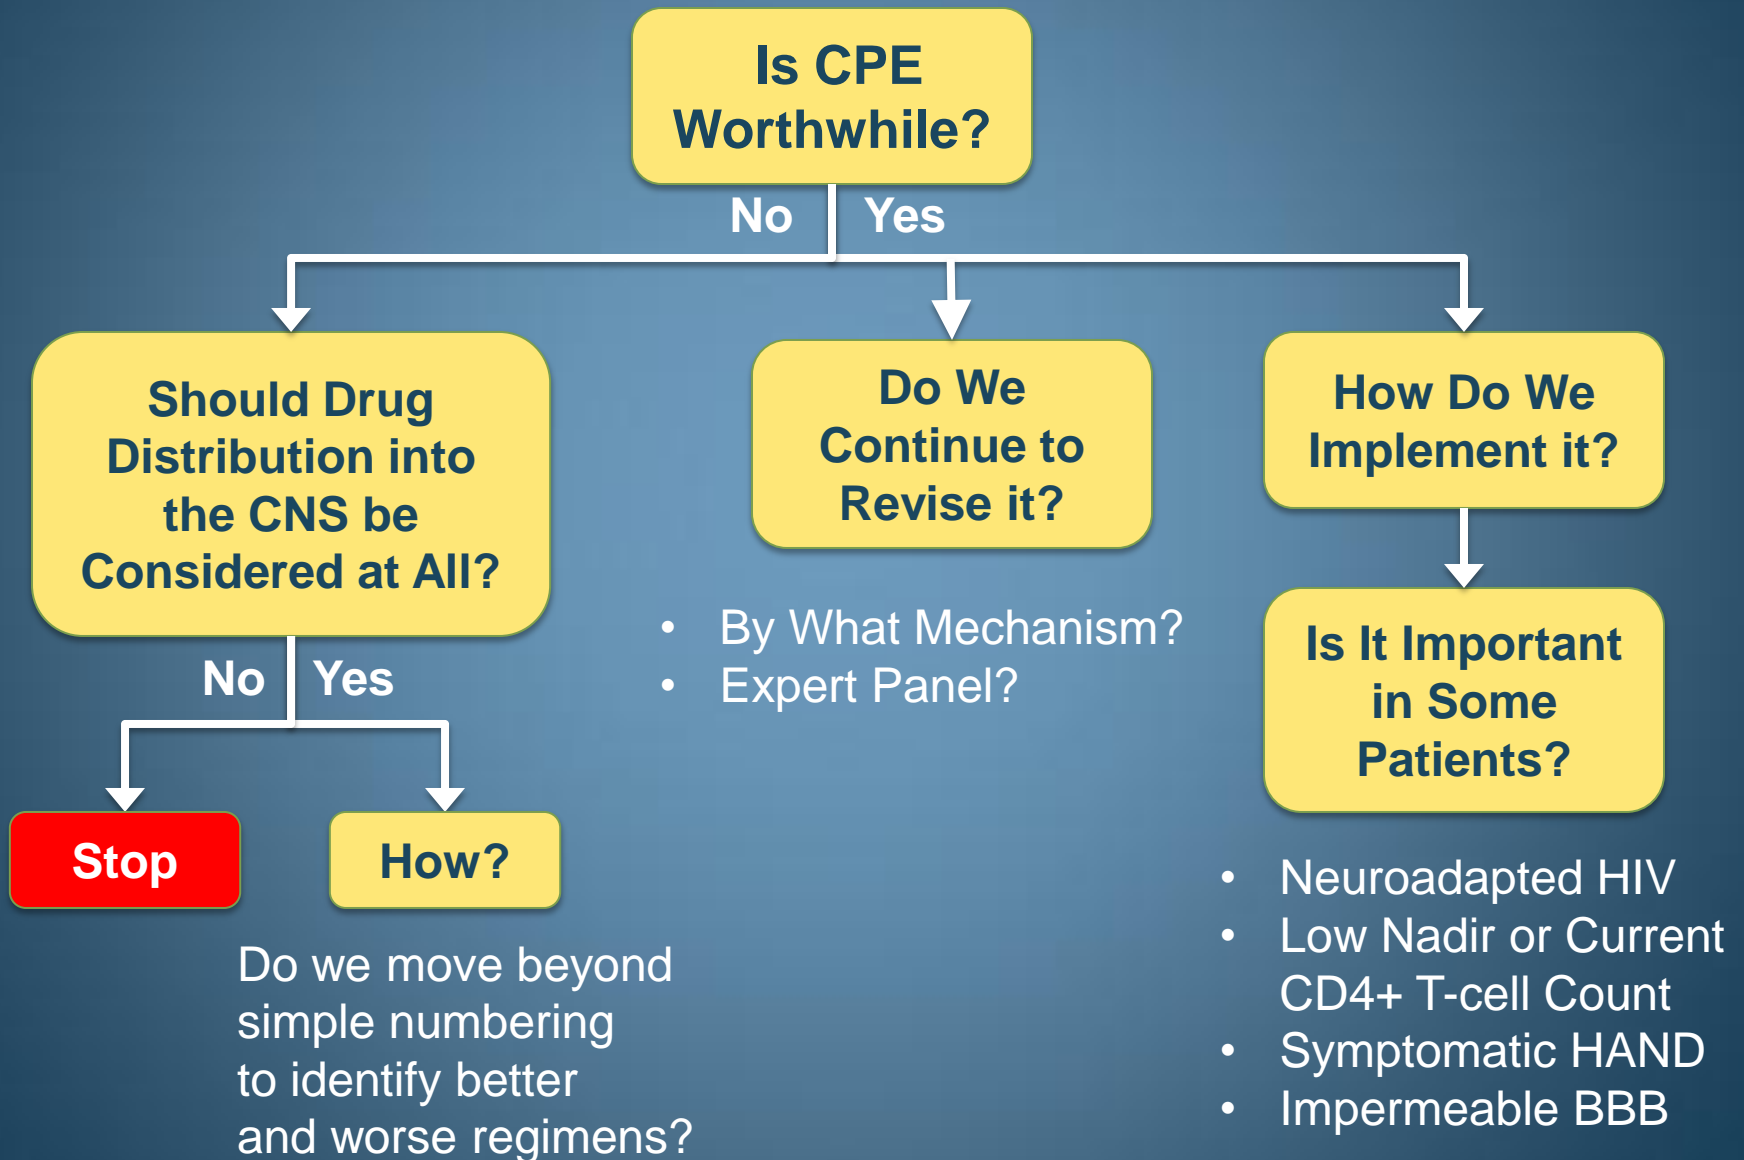 Is CPE
Worthwhile?
No
Yes
Should Drug
Distribution into
the CNS be
Considered at All?
No
Yes
Stop
How?
Do we move beyond
simple numbering
to identify better
and worse regimens?
Do We
Continue to
Revise it?
• By What Mechanism?
• Expert Panel?
How Do We
Implement it?
Is It Important
in Some
Patients?
• Neuroadapted HIV
• Low Nadir or Current
CD4+ T-cell Count
• Symptomatic HAND
• Impermeable BBB